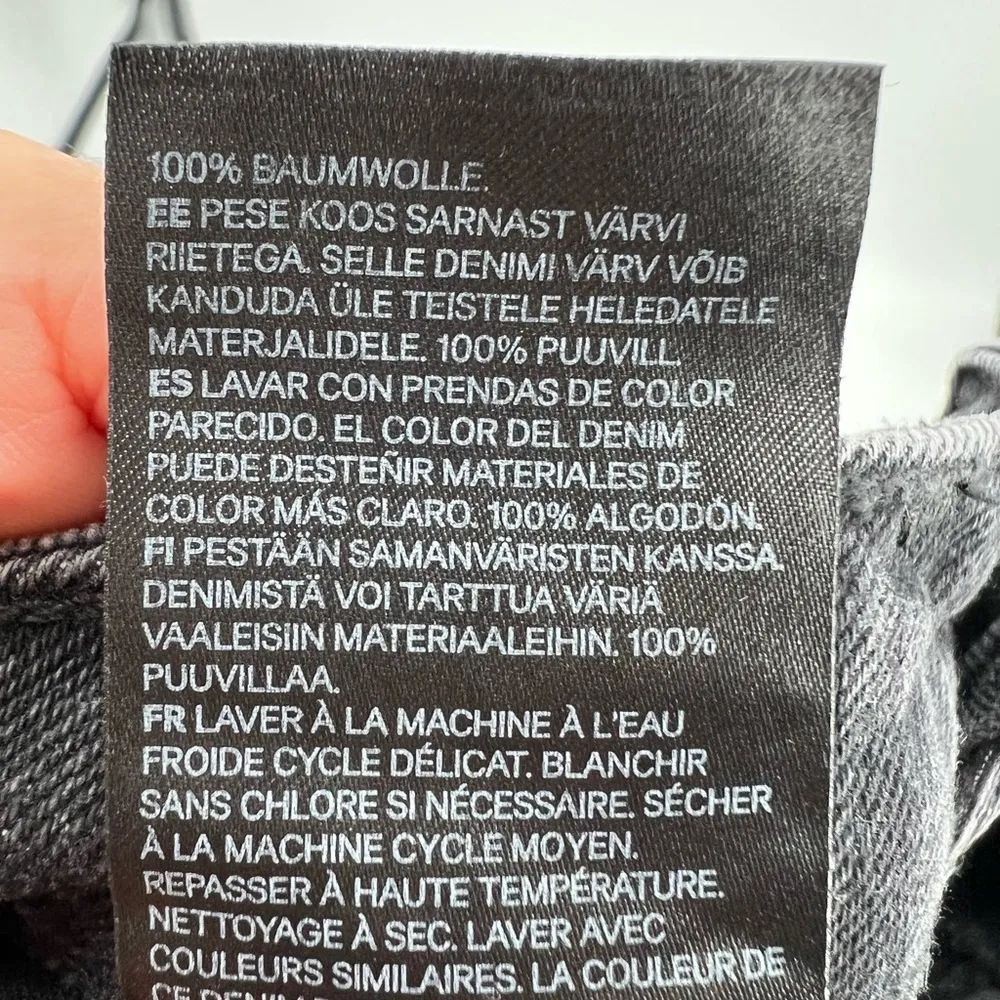 100% BAUMWOLLE.
EE PESE KOOS SARNAST VÄRVI
RIIETEGA. SELLE DENIMI VÄRV VÕIB
KANDUDA ÜLE TEISTELE HELEDATELE
MATERJALIDELE. 100% PUUVILL.
ES LAVAR CON PRENDAS DE COLOR
PARECIDO. EL COLOR DEL DENIM
PUEDE DESTEÑIR MATERIALES DE
COLOR MÁS CLARO. 100% ALGODÓN.
FI PESTÄÄN SAMANVÄRISTEN KANSSA.
DENIMISTÄ VOI TARTTUA VÄRIÄ
VAALEISIIN MATERIAALEIHIN. 100%
PUUVILLAA.
FR LAVER À LA MACHINE À L'EAU
FROIDE CYCLE DÉLICAT. BLANCHIR
SANS CHLORE SI NÉCESSAIRE. SÉCHER
À LA MACHINE CYCLE MOYEN.
REPASSER À HAUTE TEMPÉRATURE.
NETTOYAGE À SEC. LAVER AVEC
COULEURS SIMILAIRES. LA COULEUR DE
CE DENIM